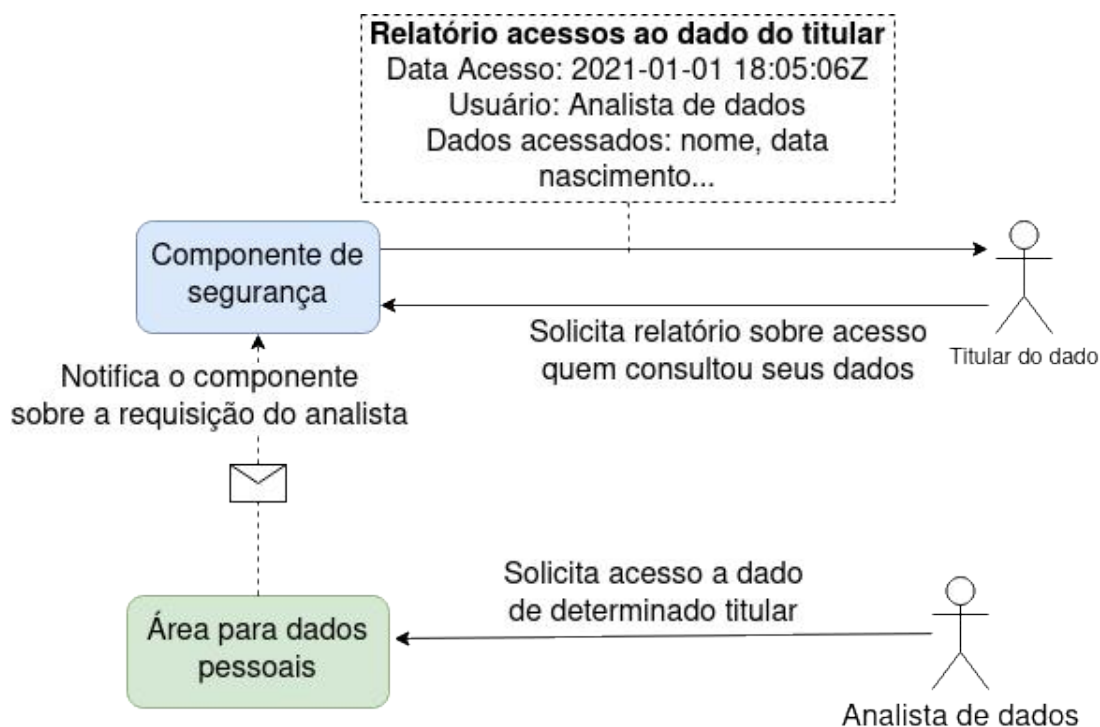 Relatório acessos ao dado do titular
Data Acesso: 2021-01-01 18:05:06Z
Usuário: Analista de dados
Dados acessados: nome, data
nascimento...
Componente de
segurança
Solicita relatório sobre acesso
quem consultou seus dados
Titular do dado
Notifica o componente
sobre a requisição do analista
Solicita acesso a dado
de determinado titular
Área para dados
pessoais
Analista de dados